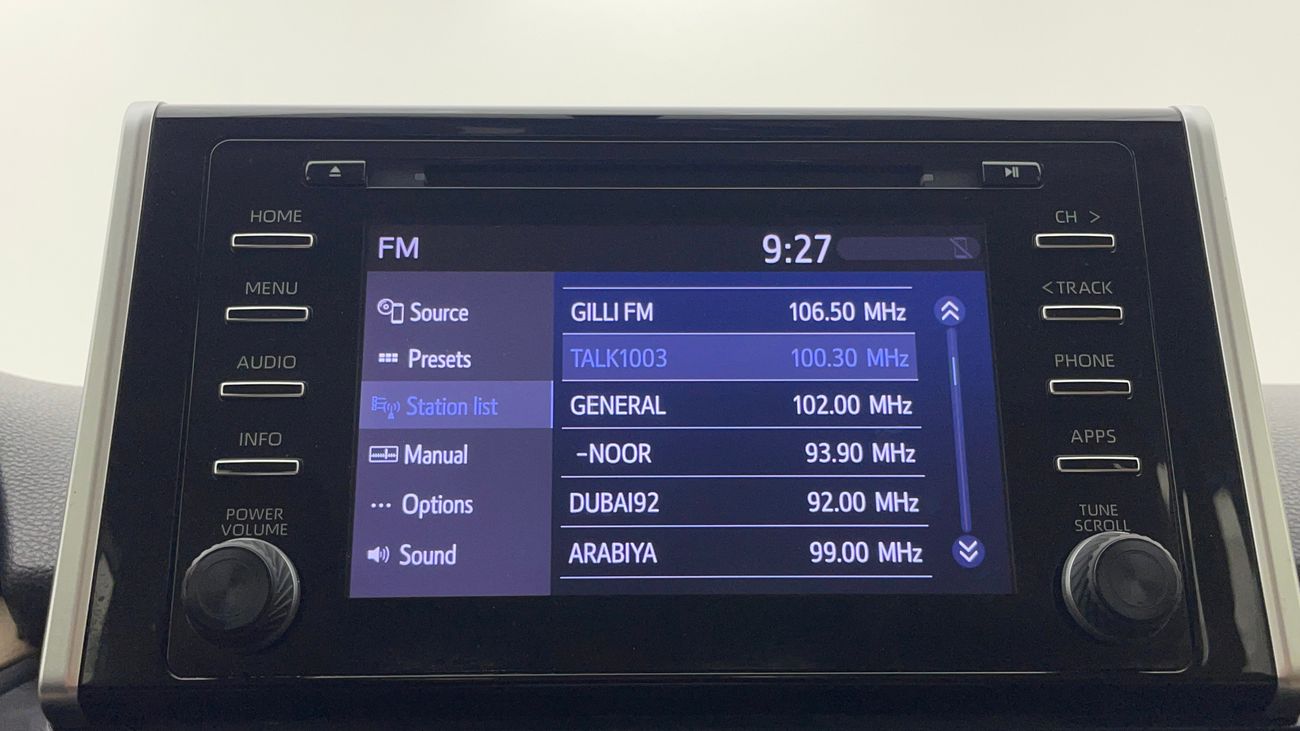 HOME
MENU
AUDIO
INFO
POWER
VOLUME
FM
9:27
Source
Presets
Station list
Manual
Options
Sound
GILLI FM 106.50 MHz
TALK1003 100.30 MHz
GENERAL 102.00 MHz
-NOOR 93.90 MHz
DUBAI92 92.00 MHz
ARABIYA 99.00 MHz
CH >
< TRACK
PHONE
APPS
TUNE
SCROLL